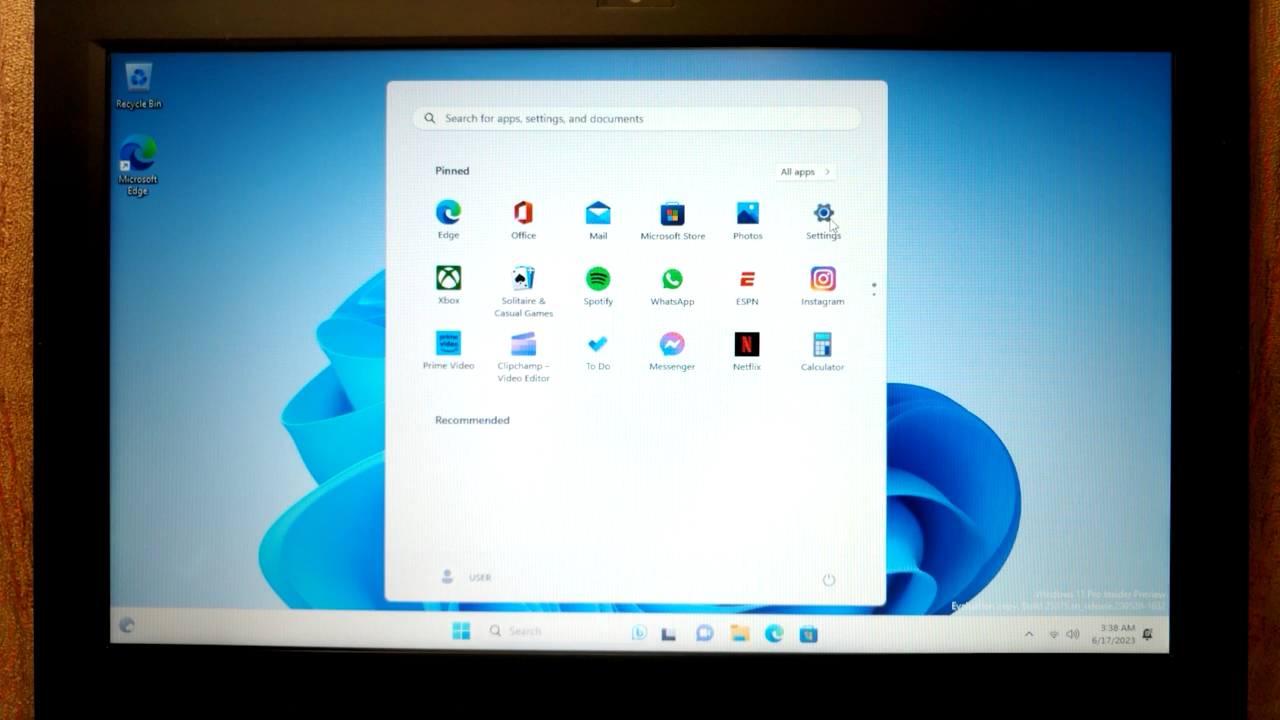 Recycle Bin
Microsoft
Edge
Search for apps, settings, and documents
Pinned
All apps
Edge
Office
Mail
Microsoft Store
Photos
Settings
Xbox
Solitaire &
Casual Games
Spotify
WhatsApp
ESPN
Instagram
prime
video
Prime Video
Clipchamp –
Video Editor
To Do
Messenger
Netflix
Calculator
Recommended
USER
Windows 11 Pro Insider Preview
Evaluation copy. Build
Search
3:38 AM
6/17/2023